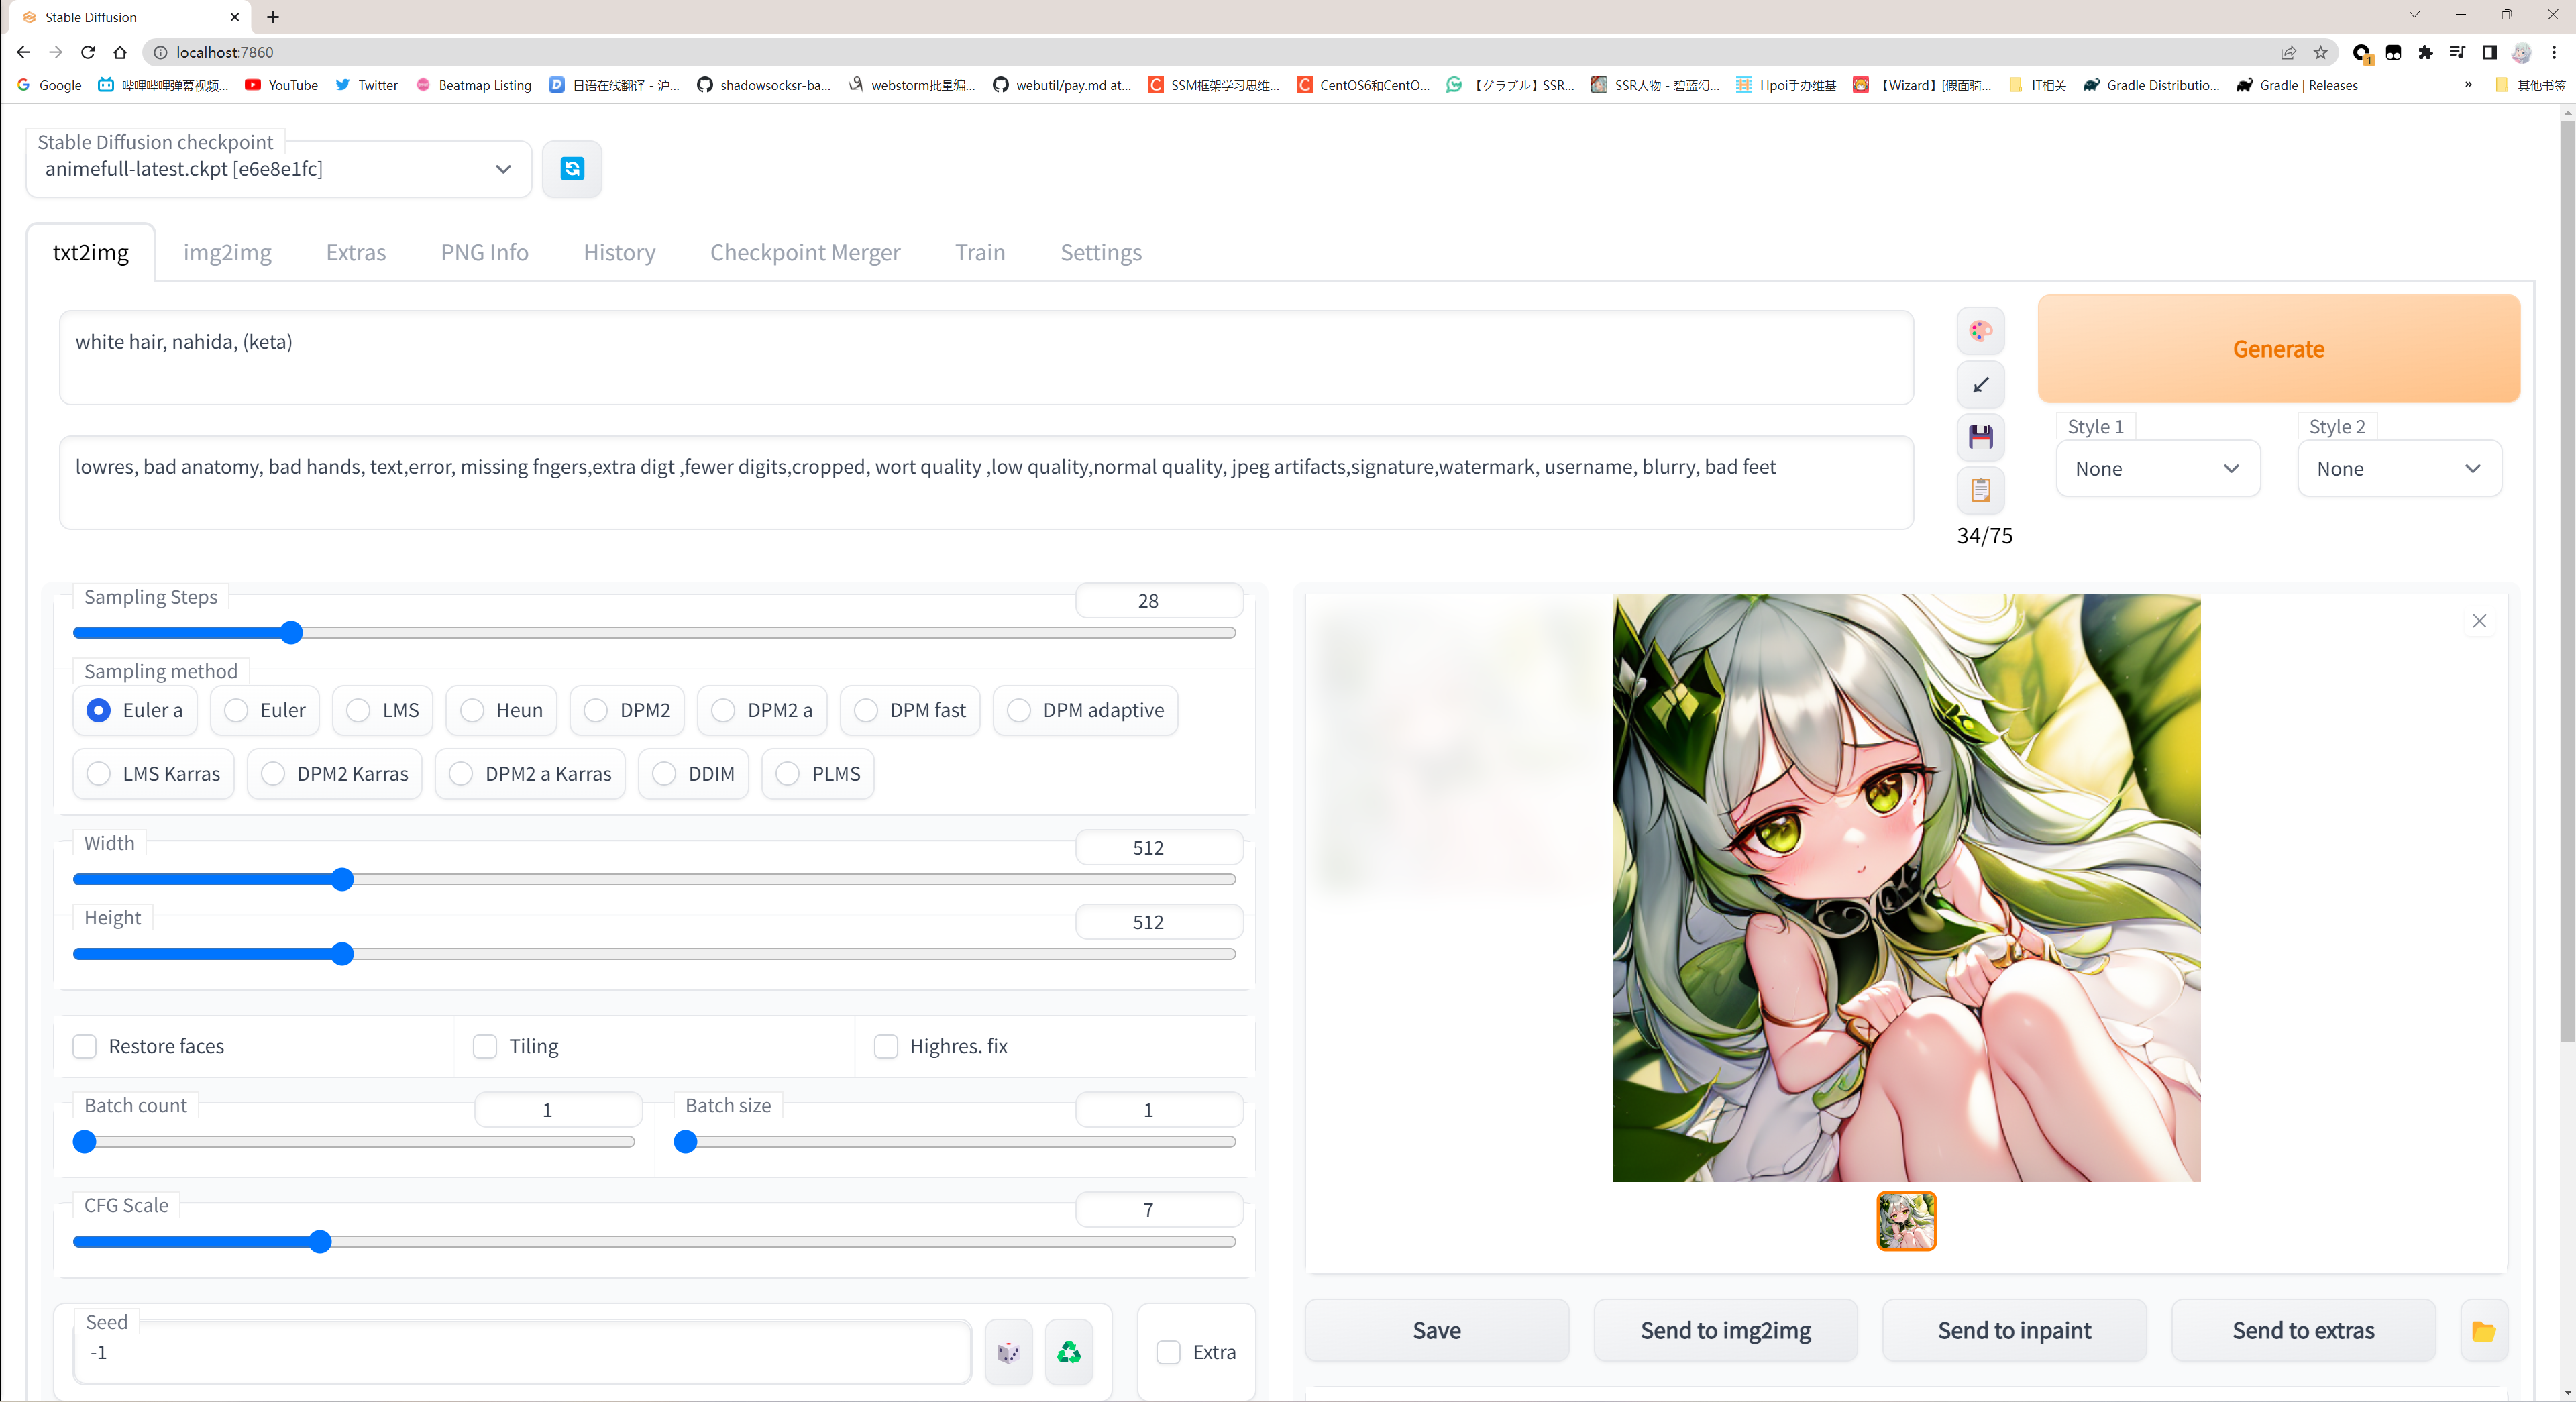 Stable Diffusion
localhost:7860
Google 哔哩哔哩弹幕视频... YouTube Twitter Beatmap Listing 日语在线翻译 - 沪... shadowsocksr-ba... webstorm批量编... webutil/pay.md at... SSM框架学习思维... CentOS6和CentO... 【グラブル】SSR... SSR人物 - 碧蓝幻... Hpoi手办维基 【Wizard】[假面骑... IT相关 Gradle Distributio... Gradle | Releases » 其他书签
Stable Diffusion checkpoint
animefull-latest.ckpt [e6e8e1fc]
txt2img img2img Extras PNG Info History Checkpoint Merger Train Settings
white hair, nahida, (keta)
Generate
lowres, bad anatomy, bad hands, text,error, missing fngers,extra digt ,fewer digits,cropped, wort quality ,low quality,normal quality, jpeg artifacts,signature,watermark, username, blurry, bad feet
Style 1 Style 2
None None
34/75
Sampling Steps 28
Sampling method
Euler a Euler LMS Heun DPM2 DPM2 a DPM fast DPM adaptive
LMS Karras DPM2 Karras DPM2 a Karras DDIM PLMS
Width 512
Height 512
Restore faces Tiling Highres. fix
Batch count 1 Batch size 1
CFG Scale 7
Seed
-1
Extra
Save Send to img2img Send to inpaint Send to extras